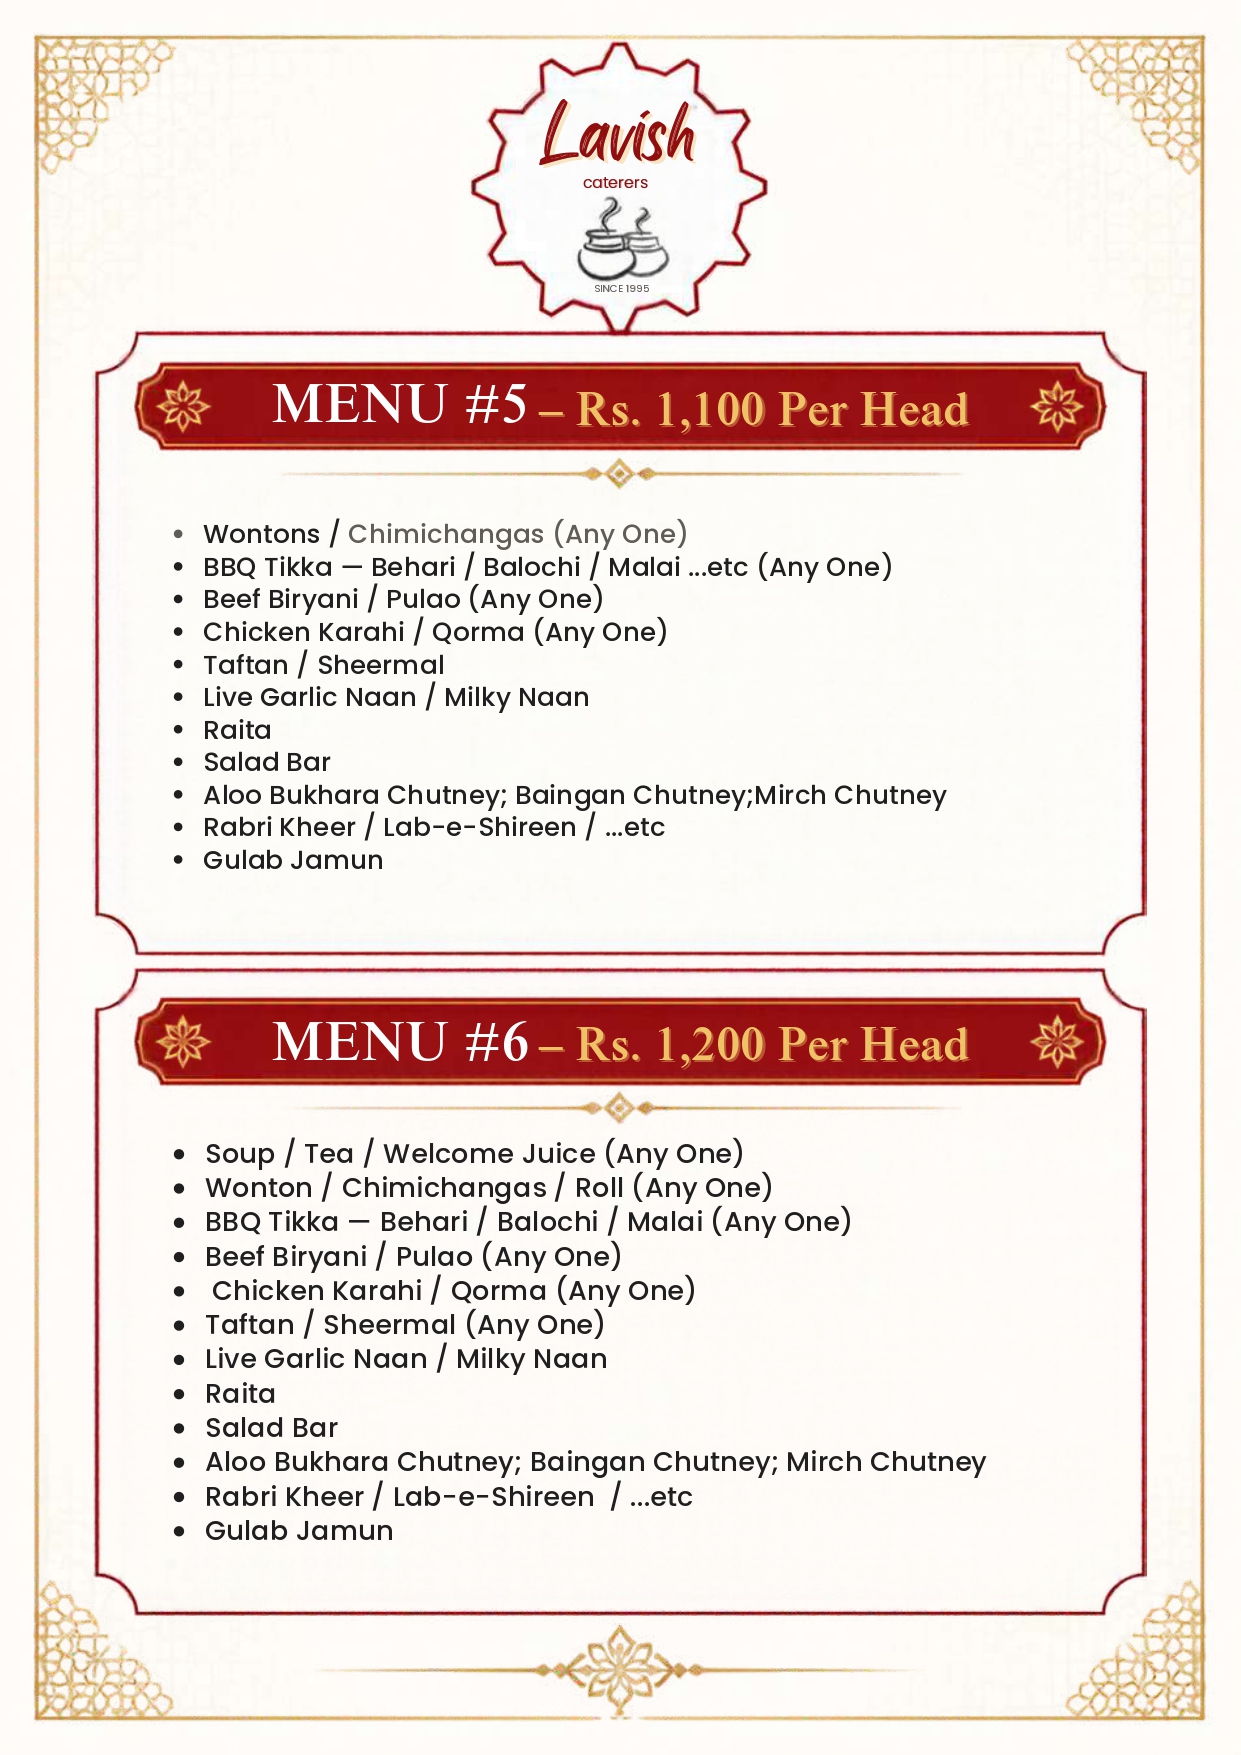 Lavish
caterers
SINCE 1995
MENU #5 – Rs. 1,100 Per Head
• Wontons / Chimichangas (Any One)
• BBQ Tikka — Behari / Balochi / Malai ...etc (Any One)
• Beef Biryani / Pulao (Any One)
• Chicken Karahi / Qorma (Any One)
• Taftan / Sheermal
• Live Garlic Naan / Milky Naan
• Raita
• Salad Bar
• Aloo Bukhara Chutney; Baingan Chutney;Mirch Chutney
• Rabri Kheer / Lab-e-Shireen / ...etc
• Gulab Jamun
MENU #6 – Rs. 1,200 Per Head
• Soup / Tea / Welcome Juice (Any One)
• Wonton / Chimichangas / Roll (Any One)
• BBQ Tikka — Behari / Balochi / Malai (Any One)
• Beef Biryani / Pulao (Any One)
• Chicken Karahi / Qorma (Any One)
• Taftan / Sheermal (Any One)
• Live Garlic Naan / Milky Naan
• Raita
• Salad Bar
• Aloo Bukhara Chutney; Baingan Chutney; Mirch Chutney
• Rabri Kheer / Lab-e-Shireen / ...etc
• Gulab Jamun